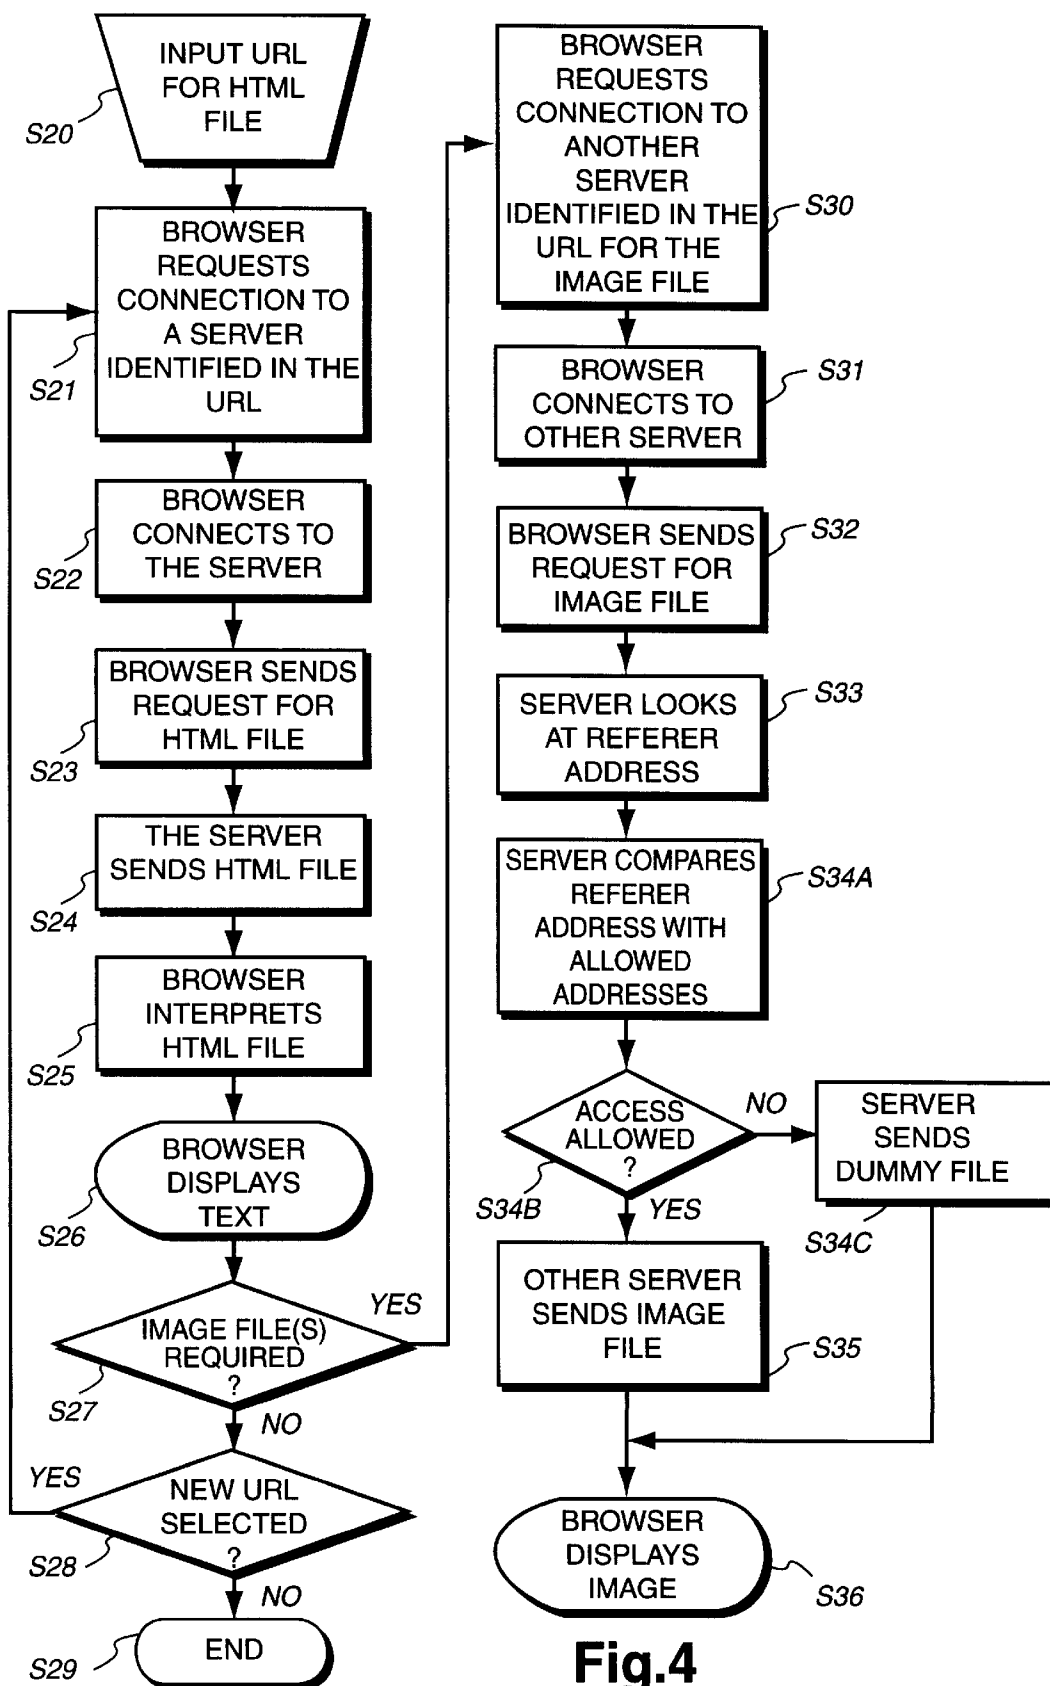 INPUT URL
FOR HTML
FILE
S20
BROWSER
REQUESTS
CONNECTION TO
A SERVER
IDENTIFIED IN THE
URL
S21
BROWSER
CONNECTS TO
THE SERVER
S22
BROWSER SENDS
REQUEST FOR
HTML FILE
S23
THE SERVER
SENDS HTML FILE
S24
BROWSER
INTERPRETS
HTML FILE
S25
BROWSER
DISPLAYS
TEXT
S26
IMAGE FILE(S)
REQUIRED
?
S27
YES
NO
NEW URL
SELECTED
?
S28
YES
NO
END
S29
BROWSER
REQUESTS
CONNECTION TO
ANOTHER
SERVER
IDENTIFIED IN THE
URL FOR THE
IMAGE FILE
S30
BROWSER
CONNECTS TO
OTHER SERVER
S31
BROWSER SENDS
REQUEST FOR
IMAGE FILE
S32
SERVER LOOKS
AT REFERER
ADDRESS
S33
SERVER COMPARES
REFERER
ADDRESS WITH
ALLOWED
ADDRESSES
S34A
ACCESS
ALLOWED
?
S34B
NO
YES
SERVER
SENDS
DUMMY FILE
S34C
OTHER SERVER
SENDS IMAGE
FILE
S35
BROWSER
DISPLAYS
IMAGE
S36
Fig.4